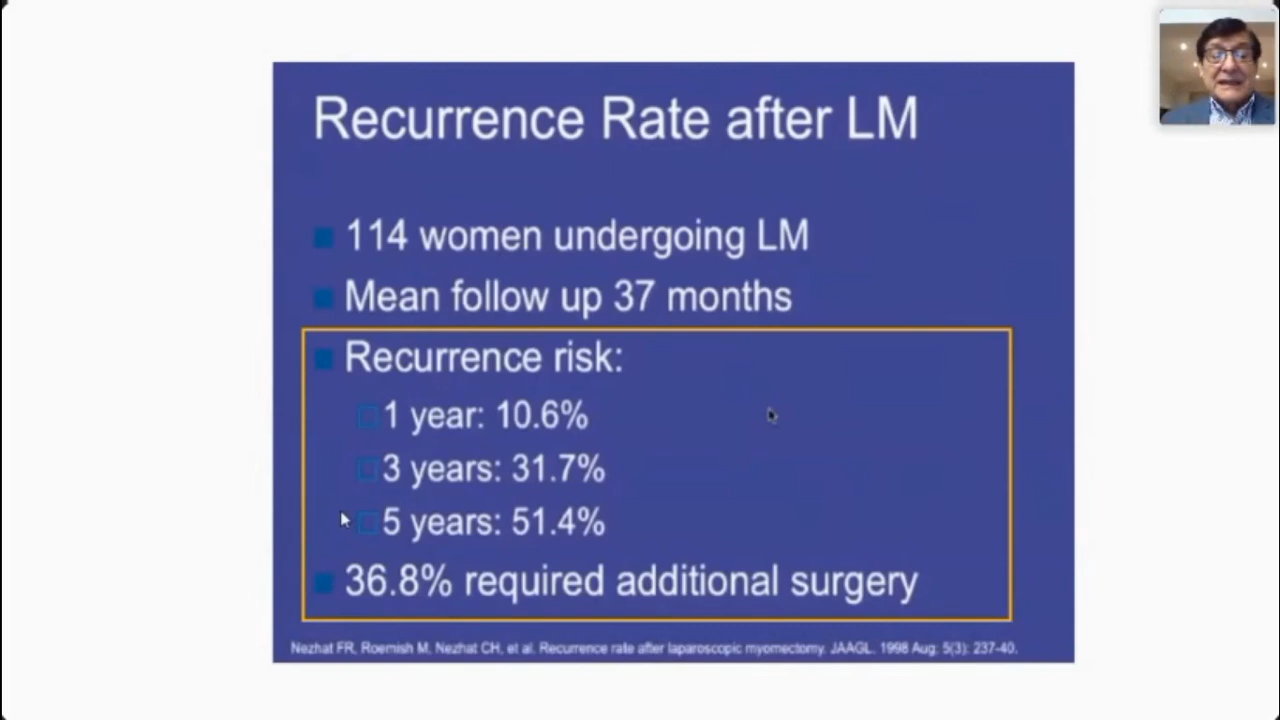 Recurrence Rate after LM
114 women undergoing LM
Mean follow up 37 months
Recurrence risk:
1 year: 10.6%
3 years: 31.7%
5 years: 51.4%
36.8% required additional surgery
Nezhat FR, Roemish M, Nezhat CH, et al. Recurrence rate after laparoscopic myomectomy. JAAGL. 1998 Aug; 5(3): 237-40.